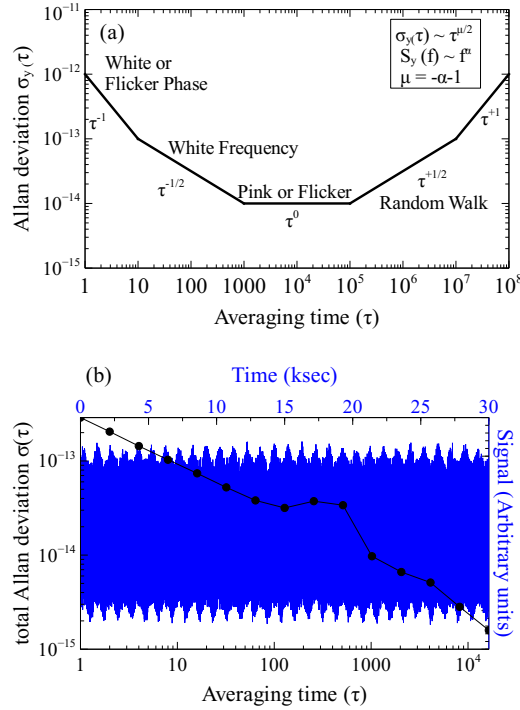 (a)
σ_y(τ) ~ τ^{μ/2}
S_y (f) ~ f^α
μ = -α-1
White or
Flicker Phase
τ^{-1}
White Frequency
τ^{-1/2}
Pink or Flicker
τ^0
Random Walk
τ^{+1/2}
τ^{+1}
Allan deviation σ_y(τ)
10^{-11}
10^{-12}
10^{-13}
10^{-14}
10^{-15}
1 10 100 1000 10^4 10^5 10^6 10^7 10^8
Averaging time (τ)
(b)
Time (ksec)
0 5 10 15 20 25 30
total Allan deviation σ(τ)
10^{-13}
10^{-14}
10^{-15}
Signal (Arbitrary units)
1 10 100 1000 10^4
Averaging time (τ)